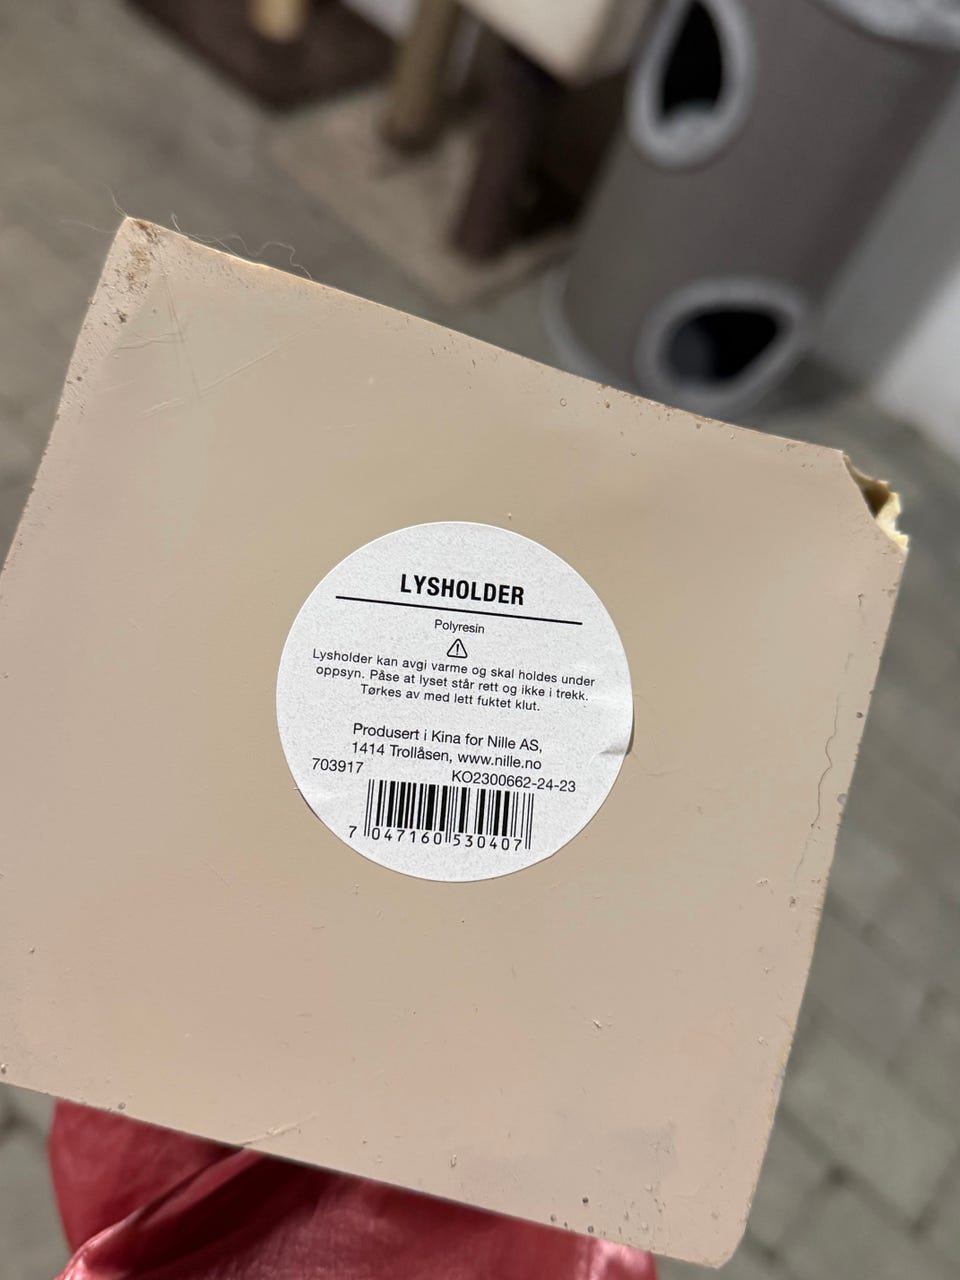 LYSHOLDER
Polyresin
Lysholder kan avgi varme og skal holdes under
oppsyn. Påse at lyset står rett og ikke i trekk.
Tørkes av med lett fuktet klut.
Produsert i Kina for Nille AS,
1414 Trollåsen, www.nille.no
703917 KO2300662-24-23
7 047160 530407